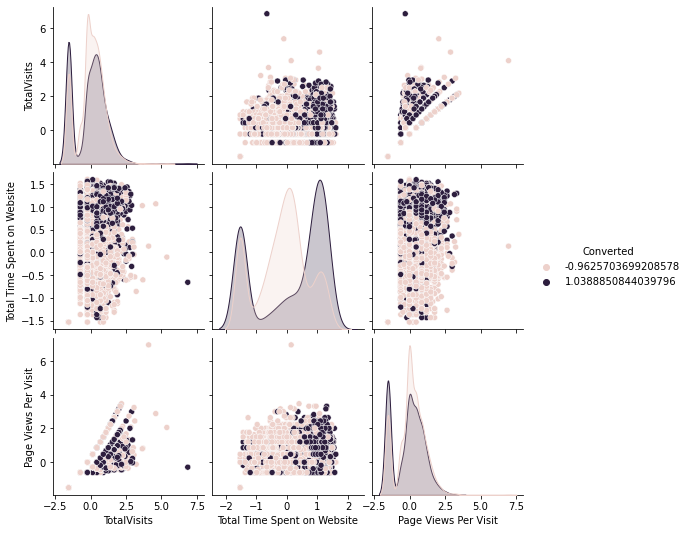 TotalVisits
6
4
2
0
Total Time Spent on Website
1.5
1.0
0.5
0.0
−0.5
−1.0
−1.5
Converted
-0.9625703699208578
1.0388850844039796
Page Views Per Visit
6
4
2
0
−2.5 0.0 2.5 5.0 7.5
−2 −1 0 1 2
−2.5 0.0 2.5 5.0 7.5
TotalVisits
Total Time Spent on Website
Page Views Per Visit